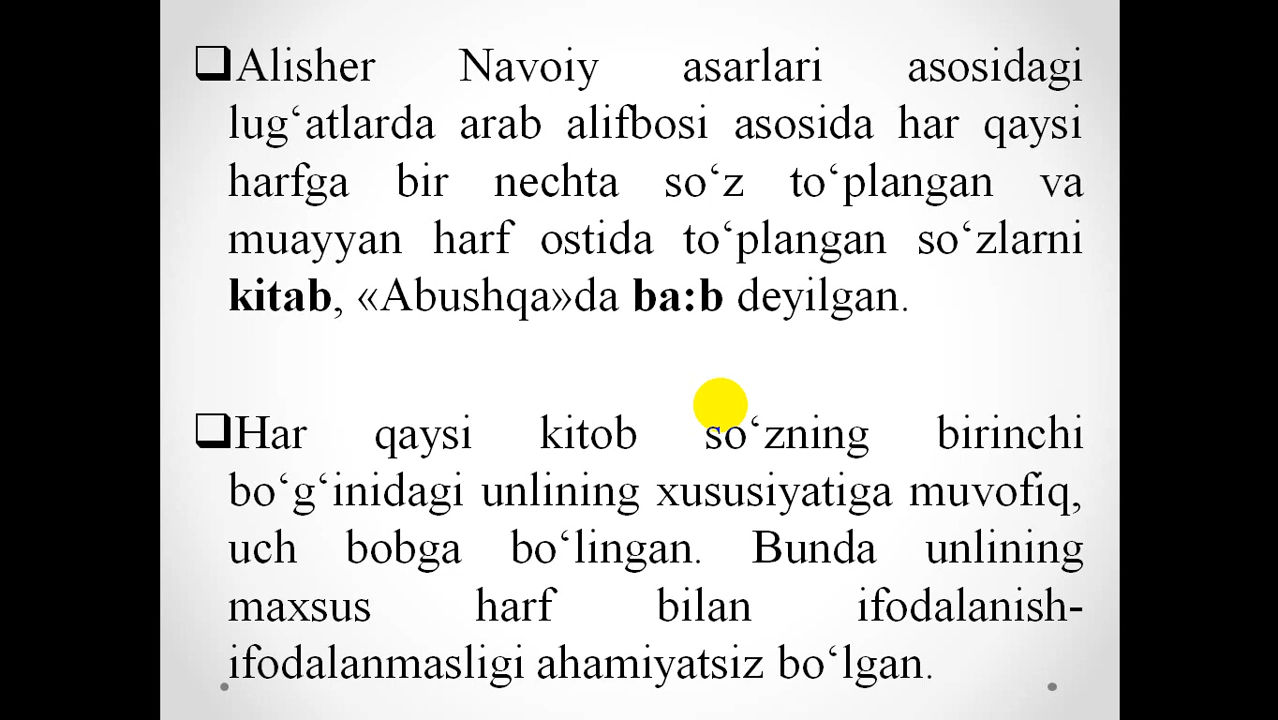 ❑Alisher Navoiy asarlari asosidagi
lug‘atlarda arab alifbosi asosida har qaysi
harfga bir nechta so‘z to‘plangan va
muayyan harf ostida to‘plangan so‘zlarni
kitab, «Abushqa»da ba:b deyilgan.
❑Har qaysi kitob so‘zning birinchi
bo‘g‘inidagi unlining xususiyatiga muvofiq,
uch bobga bo‘lingan. Bunda unlining
maxsus harf bilan ifodalanish-
ifodalanmasligi ahamiyatsiz bo‘lgan.